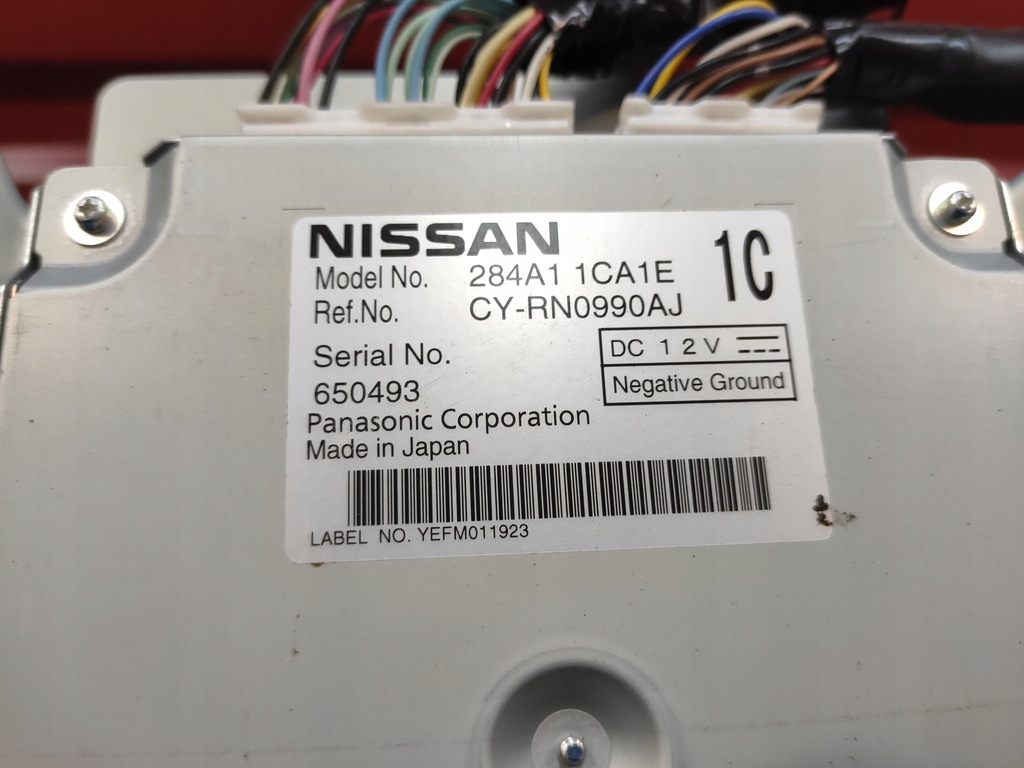 NISSAN 1C
Model No. 284A1 1CA1E
Ref.No. CY-RN0990AJ
Serial No. DC 12V
650493 Negative Ground
Panasonic Corporation
Made in Japan
LABEL NO. YEFM011923